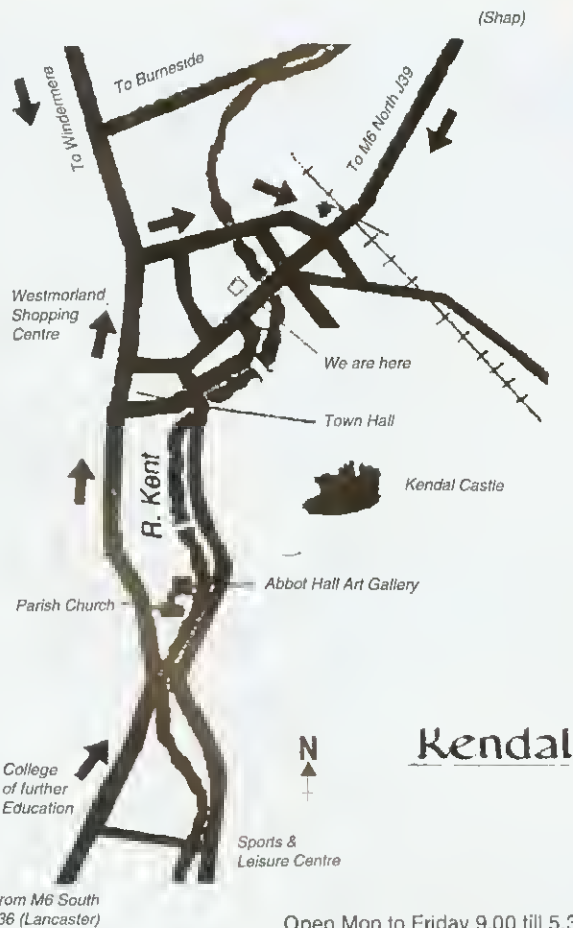 (Shap)
To Burneside
To Windermere
To M6 North J39
Westmorland
Shopping
Centre
We are here
Town Hall
R. Kent
Kendal Castle
Abbot Hall Art Gallery
Parish Church
N
Kendal
College
of further
Education
Sports &
Leisure Centre
rom M6 South
36 (Lancaster)
Open Mon to Friday 9.00 till 5.3